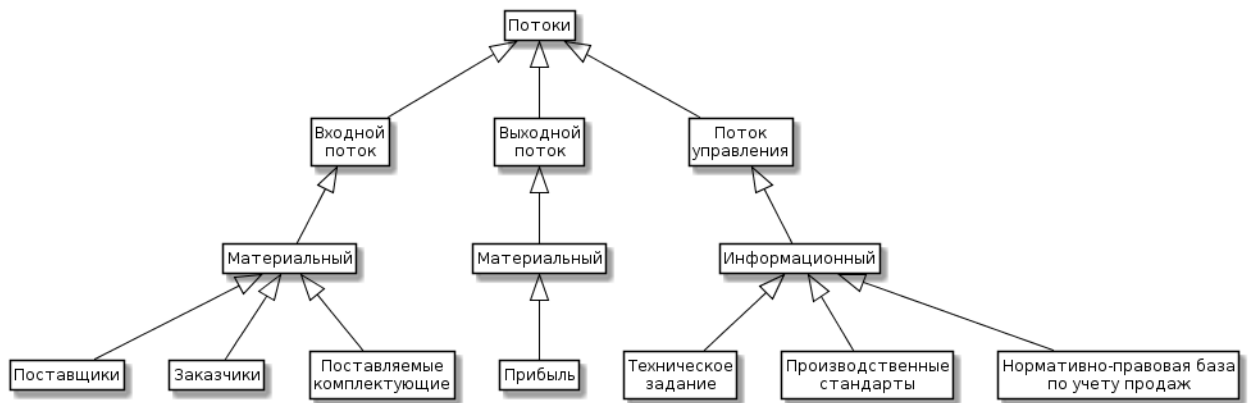 Потоки
Входной
поток
Выходной
поток
Поток
управления
Материальный
Материальный
Информационный
Поставщики
Заказчики
Поставляемые
комплектующие
Прибыль
Техническое
задание
Производственные
стандарты
Нормативно-правовая база
по учету продаж